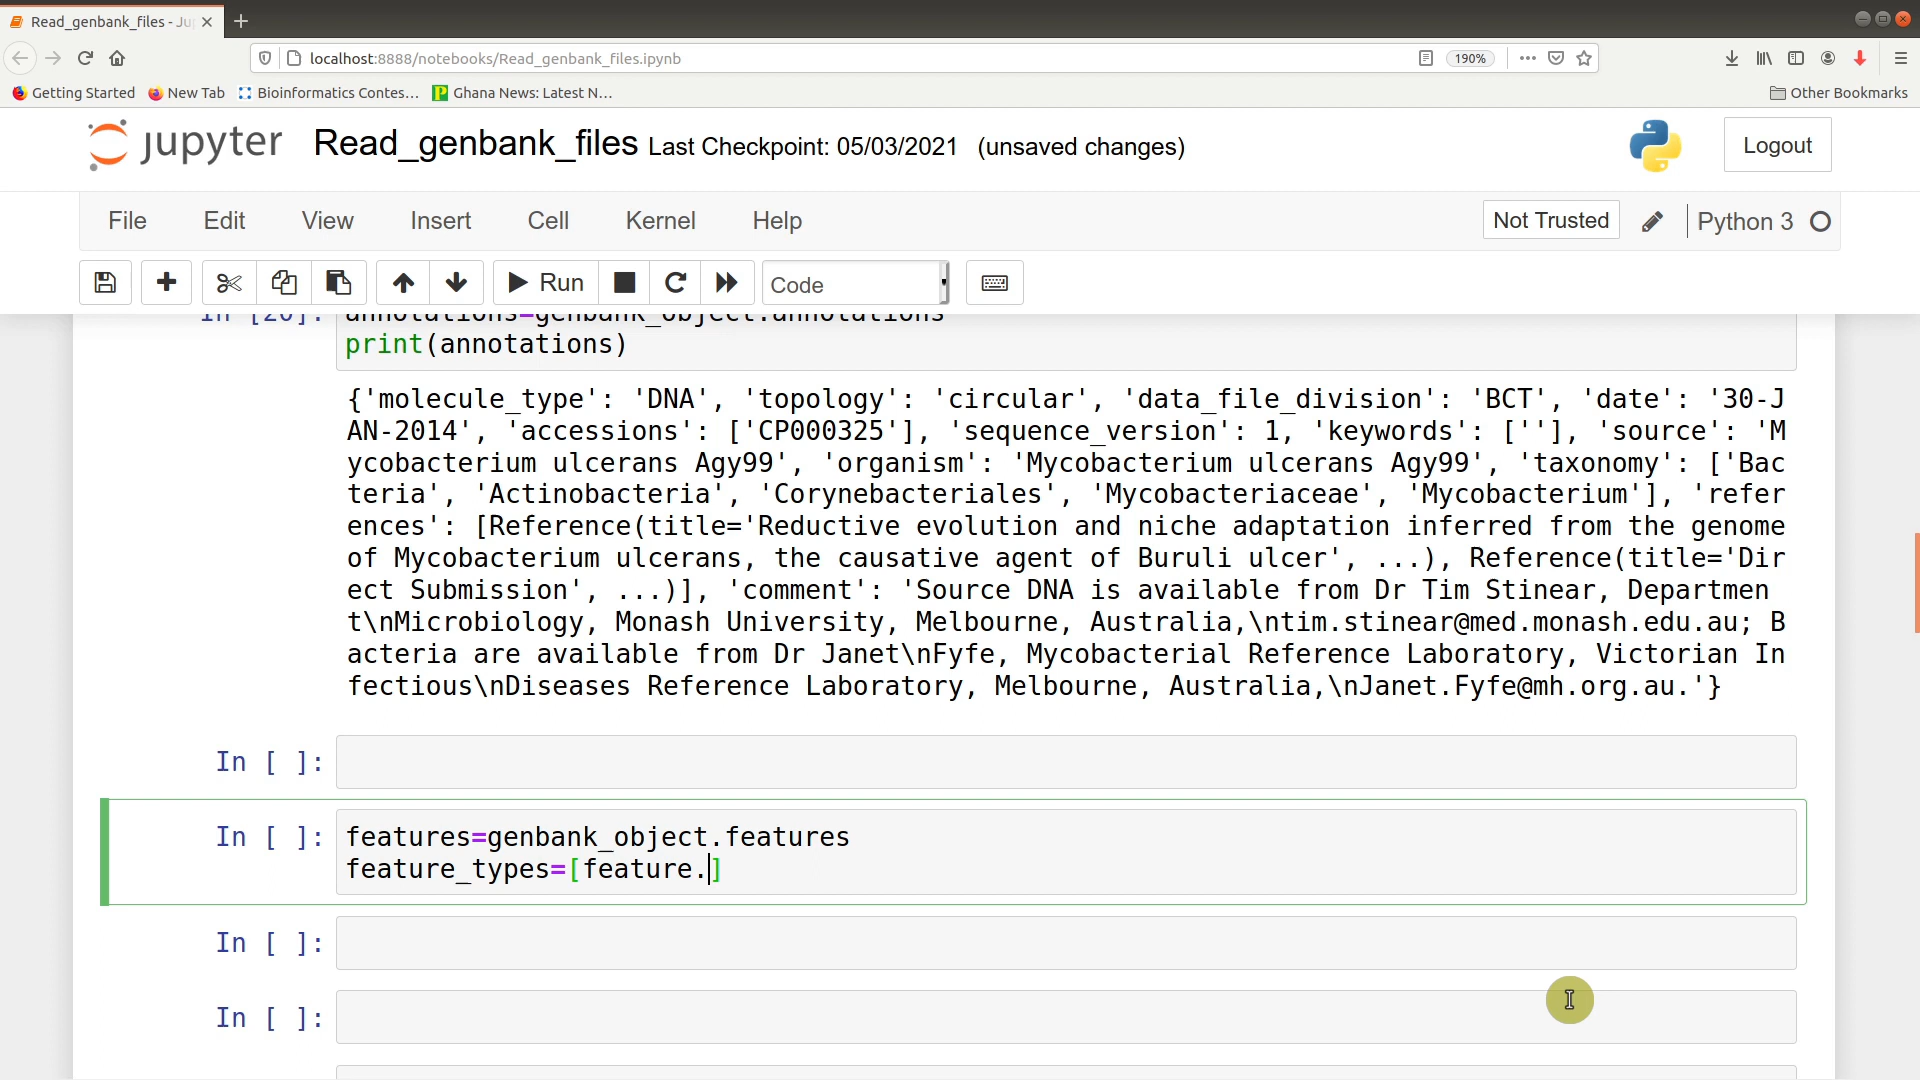 Read_genbank_files - Ju
localhost:8888/notebooks/Read_genbank_files.ipynb
190%
Getting Started
New Tab
Bioinformatics Contes...
Ghana News: Latest N...
Other Bookmarks
jupyter
Read_genbank_files Last Checkpoint: 05/03/2021 (unsaved changes)
Logout
File Edit View Insert Cell Kernel Help
Not Trusted
Python 3
Run
Code
In [20]: annotations=genbank_object.annotations
print(annotations)
{'molecule_type': 'DNA', 'topology': 'circular', 'data_file_division': 'BCT', 'date': '30-J
AN-2014', 'accessions': ['CP000325'], 'sequence_version': 1, 'keywords': [''], 'source': 'M
ycobacterium ulcerans Agy99', 'organism': 'Mycobacterium ulcerans Agy99', 'taxonomy': ['Bac
teria', 'Actinobacteria', 'Corynebacteriales', 'Mycobacteriaceae', 'Mycobacterium'], 'refer
ences': [Reference(title='Reductive evolution and niche adaptation inferred from the genome
of Mycobacterium ulcerans, the causative agent of Buruli ulcer', ...), Reference(title='Dir
ect Submission', ...)], 'comment': 'Source DNA is available from Dr Tim Stinear, Departmen
t\nMicrobiology, Monash University, Melbourne, Australia,\ntim.stinear@med.monash.edu.au; B
acteria are available from Dr Janet\nFyfe, Mycobacterial Reference Laboratory, Victorian In
fectious\nDiseases Reference Laboratory, Melbourne, Australia,\nJanet.Fyfe@mh.org.au.'}
In [ ]:
In [ ]: features=genbank_object.features
feature_types=[feature.]
In [ ]:
In [ ]: